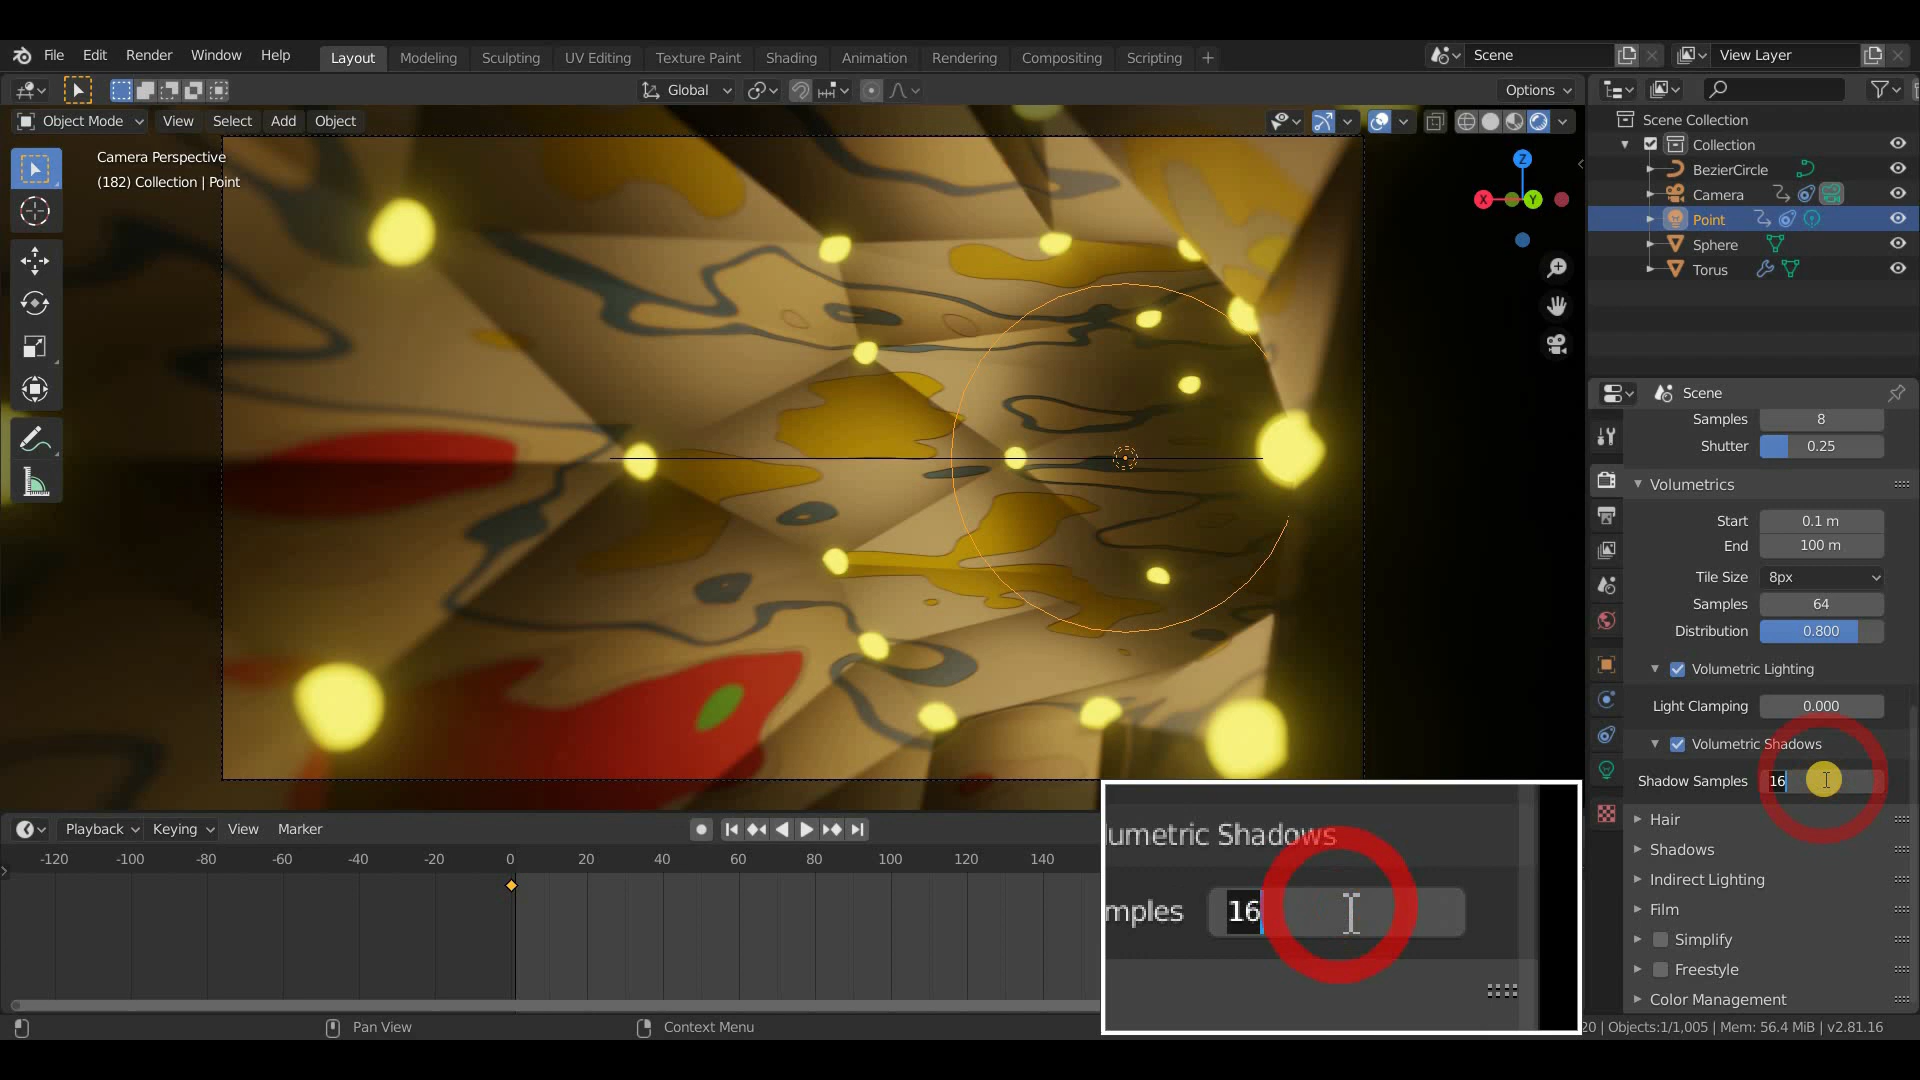 File Edit Render Window Help Layout Modeling Sculpting UV Editing Texture Paint Shading Animation Rendering Compositing Scripting + Scene View Layer
Global Options
Object Mode View Select Add Object
Camera Perspective
(182) Collection | Point
Z
X Y
Scene Collection
Collection
BezierCircle
Camera
Point
Sphere
Torus
Scene
Samples 8
Shutter 0.25
Volumetrics
Start 0.1 m
End 100 m
Tile Size 8px
Samples 64
Distribution 0.800
Volumetric Lighting
Light Clamping 0.000
Volumetric Shadows
Shadow Samples 16
Hair
Shadows
Indirect Lighting
Film
Simplify
Freestyle
Color Management
Playback Keying View Marker
-120 -100 -80 -60 -40 -20 0 20 40 60 80 100 120 140
lumetric Shadows
mples 16
Pan View Context Menu 20 | Objects:1/1,005 | Mem: 56.4 MiB | v2.81.16